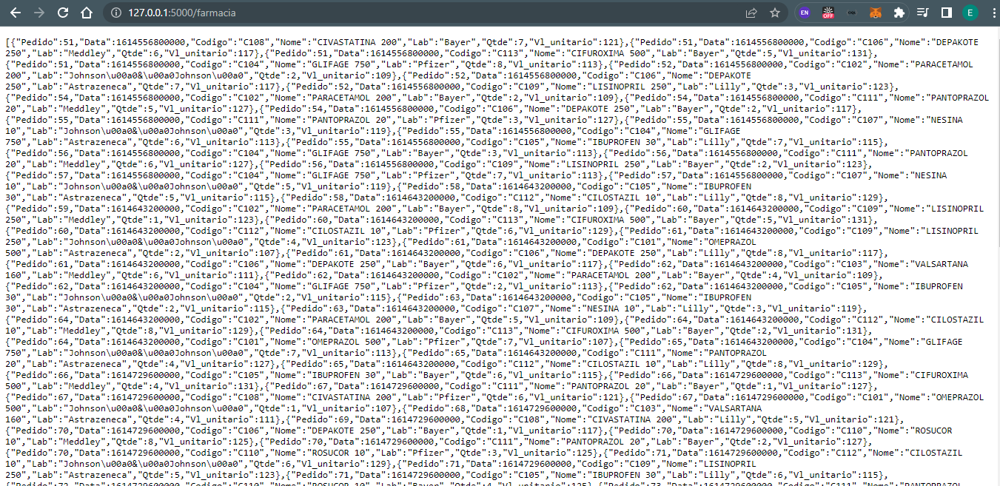 127.0.0.1:5000/farmacia
EN
OFF
E
[{"Pedido":51,"Data":1614556800000,"Codigo":"C108","Nome":"CIVASTATINA 200","Lab":"Bayer","Qtde":7,"Vl_unitario":121},{"Pedido":51,"Data":1614556800000,"Codigo":"C106","Nome":"DEPAKOTE
250","Lab":"Meddley","Qtde":6,"Vl_unitario":117},{"Pedido":51,"Data":1614556800000,"Codigo":"C113","Nome":"CIFUROXIMA 500","Lab":"Bayer","Qtde":5,"Vl_unitario":131},
{"Pedido":51,"Data":1614556800000,"Codigo":"C104","Nome":"GLIFAGE 750","Lab":"Pfizer","Qtde":8,"Vl_unitario":113},{"Pedido":52,"Data":1614556800000,"Codigo":"C102","Nome":"PARACETAMOL
200","Lab":"Johnson\u00a0&\u00a0Johnson\u00a0","Qtde":2,"Vl_unitario":109},{"Pedido":52,"Data":1614556800000,"Codigo":"C106","Nome":"DEPAKOTE
250","Lab":"Astrazeneca","Qtde":7,"Vl_unitario":117},{"Pedido":52,"Data":1614556800000,"Codigo":"C109","Nome":"LISINOPRIL 250","Lab":"Lilly","Qtde":3,"Vl_unitario":123},
{"Pedido":54,"Data":1614556800000,"Codigo":"C102","Nome":"PARACETAMOL 200","Lab":"Bayer","Qtde":2,"Vl_unitario":109},{"Pedido":54,"Data":1614556800000,"Codigo":"C111","Nome":"PANTOPRAZOL
20","Lab":"Meddley","Qtde":5,"Vl_unitario":127},{"Pedido":54,"Data":1614556800000,"Codigo":"C106","Nome":"DEPAKOTE 250","Lab":"Bayer","Qtde":2,"Vl_unitario":117},
{"Pedido":55,"Data":1614556800000,"Codigo":"C111","Nome":"PANTOPRAZOL 20","Lab":"Pfizer","Qtde":3,"Vl_unitario":127},{"Pedido":55,"Data":1614556800000,"Codigo":"C107","Nome":"NESINA
10","Lab":"Johnson\u00a0&\u00a0Johnson\u00a0","Qtde":3,"Vl_unitario":119},{"Pedido":55,"Data":1614556800000,"Codigo":"C104","Nome":"GLIFAGE
750","Lab":"Astrazeneca","Qtde":6,"Vl_unitario":113},{"Pedido":55,"Data":1614556800000,"Codigo":"C105","Nome":"IBUPROFEN 30","Lab":"Lilly","Qtde":7,"Vl_unitario":115},
{"Pedido":56,"Data":1614556800000,"Codigo":"C104","Nome":"GLIFAGE 750","Lab":"Bayer","Qtde":3,"Vl_unitario":113},{"Pedido":56,"Data":1614556800000,"Codigo":"C111","Nome":"PANTOPRAZOL
20","Lab":"Meddley","Qtde":6,"Vl_unitario":127},{"Pedido":56,"Data":1614556800000,"Codigo":"C109","Nome":"LISINOPRIL 250","Lab":"Bayer","Qtde":2,"Vl_unitario":123},
{"Pedido":57,"Data":1614556800000,"Codigo":"C104","Nome":"GLIFAGE 750","Lab":"Pfizer","Qtde":7,"Vl_unitario":113},{"Pedido":57,"Data":1614556800000,"Codigo":"C107","Nome":"NESINA
10","Lab":"Johnson\u00a0&\u00a0Johnson\u00a0","Qtde":5,"Vl_unitario":119},{"Pedido":58,"Data":1614643200000,"Codigo":"C105","Nome":"IBUPROFEN
30","Lab":"Astrazeneca","Qtde":5,"Vl_unitario":115},{"Pedido":58,"Data":1614643200000,"Codigo":"C112","Nome":"CILOSTAZIL 10","Lab":"Lilly","Qtde":8,"Vl_unitario":129},
{"Pedido":59,"Data":1614643200000,"Codigo":"C102","Nome":"PARACETAMOL 200","Lab":"Bayer","Qtde":8,"Vl_unitario":109},{"Pedido":60,"Data":1614643200000,"Codigo":"C109","Nome":"LISINOPRIL
250","Lab":"Meddley","Qtde":1,"Vl_unitario":123},{"Pedido":60,"Data":1614643200000,"Codigo":"C113","Nome":"CIFUROXIMA 500","Lab":"Bayer","Qtde":5,"Vl_unitario":131},
{"Pedido":60,"Data":1614643200000,"Codigo":"C112","Nome":"CILOSTAZIL 10","Lab":"Pfizer","Qtde":6,"Vl_unitario":129},{"Pedido":61,"Data":1614643200000,"Codigo":"C109","Nome":"LISINOPRIL
250","Lab":"Johnson\u00a0&\u00a0Johnson\u00a0","Qtde":4,"Vl_unitario":123},{"Pedido":61,"Data":1614643200000,"Codigo":"C101","Nome":"OMEPRAZOL
500","Lab":"Astrazeneca","Qtde":2,"Vl_unitario":107},{"Pedido":61,"Data":1614643200000,"Codigo":"C106","Nome":"DEPAKOTE 250","Lab":"Lilly","Qtde":8,"Vl_unitario":117},
{"Pedido":61,"Data":1614643200000,"Codigo":"C106","Nome":"DEPAKOTE 250","Lab":"Bayer","Qtde":6,"Vl_unitario":117},{"Pedido":62,"Data":1614643200000,"Codigo":"C103","Nome":"VALSARTANA
160","Lab":"Meddley","Qtde":6,"Vl_unitario":111},{"Pedido":62,"Data":1614643200000,"Codigo":"C102","Nome":"PARACETAMOL 200","Lab":"Bayer","Qtde":4,"Vl_unitario":109},
{"Pedido":62,"Data":1614643200000,"Codigo":"C104","Nome":"GLIFAGE 750","Lab":"Pfizer","Qtde":2,"Vl_unitario":113},{"Pedido":62,"Data":1614643200000,"Codigo":"C105","Nome":"IBUPROFEN
30","Lab":"Johnson\u00a0&\u00a0Johnson\u00a0","Qtde":2,"Vl_unitario":115},{"Pedido":63,"Data":1614643200000,"Codigo":"C105","Nome":"IBUPROFEN
30","Lab":"Astrazeneca","Qtde":2,"Vl_unitario":115},{"Pedido":63,"Data":1614643200000,"Codigo":"C107","Nome":"NESINA 10","Lab":"Lilly","Qtde":3,"Vl_unitario":119},
{"Pedido":64,"Data":1614643200000,"Codigo":"C102","Nome":"PARACETAMOL 200","Lab":"Bayer","Qtde":5,"Vl_unitario":109},{"Pedido":64,"Data":1614643200000,"Codigo":"C112","Nome":"CILOSTAZIL
10","Lab":"Meddley","Qtde":8,"Vl_unitario":129},{"Pedido":64,"Data":1614643200000,"Codigo":"C113","Nome":"CIFUROXIMA 500","Lab":"Bayer","Qtde":2,"Vl_unitario":131},
{"Pedido":64,"Data":1614643200000,"Codigo":"C101","Nome":"OMEPRAZOL 500","Lab":"Pfizer","Qtde":7,"Vl_unitario":107},{"Pedido":65,"Data":1614643200000,"Codigo":"C104","Nome":"GLIFAGE
750","Lab":"Johnson\u00a0&\u00a0Johnson\u00a0","Qtde":7,"Vl_unitario":113},{"Pedido":65,"Data":1614643200000,"Codigo":"C111","Nome":"PANTOPRAZOL
20","Lab":"Astrazeneca","Qtde":4,"Vl_unitario":127},{"Pedido":65,"Data":1614643200000,"Codigo":"C112","Nome":"CILOSTAZIL 10","Lab":"Lilly","Qtde":8,"Vl_unitario":129},
{"Pedido":66,"Data":1614729600000,"Codigo":"C105","Nome":"IBUPROFEN 30","Lab":"Bayer","Qtde":6,"Vl_unitario":115},{"Pedido":66,"Data":1614729600000,"Codigo":"C113","Nome":"CIFUROXIMA
500","Lab":"Meddley","Qtde":4,"Vl_unitario":131},{"Pedido":67,"Data":1614729600000,"Codigo":"C111","Nome":"PANTOPRAZOL 20","Lab":"Bayer","Qtde":1,"Vl_unitario":127},
{"Pedido":67,"Data":1614729600000,"Codigo":"C108","Nome":"CIVASTATINA 200","Lab":"Pfizer","Qtde":6,"Vl_unitario":121},{"Pedido":67,"Data":1614729600000,"Codigo":"C101","Nome":"OMEPRAZOL
500","Lab":"Johnson\u00a0&\u00a0Johnson\u00a0","Qtde":1,"Vl_unitario":107},{"Pedido":68,"Data":1614729600000,"Codigo":"C103","Nome":"VALSARTANA
160","Lab":"Astrazeneca","Qtde":4,"Vl_unitario":111},{"Pedido":69,"Data":1614729600000,"Codigo":"C108","Nome":"CIVASTATINA 200","Lab":"Lilly","Qtde":5,"Vl_unitario":121},
{"Pedido":70,"Data":1614729600000,"Codigo":"C106","Nome":"DEPAKOTE 250","Lab":"Bayer","Qtde":1,"Vl_unitario":117},{"Pedido":70,"Data":1614729600000,"Codigo":"C110","Nome":"ROSUCOR
10","Lab":"Meddley","Qtde":8,"Vl_unitario":125},{"Pedido":70,"Data":1614729600000,"Codigo":"C111","Nome":"PANTOPRAZOL 20","Lab":"Bayer","Qtde":2,"Vl_unitario":127},
{"Pedido":70,"Data":1614729600000,"Codigo":"C110","Nome":"ROSUCOR 10","Lab":"Pfizer","Qtde":3,"Vl_unitario":125},{"Pedido":71,"Data":1614729600000,"Codigo":"C112","Nome":"CILOSTAZIL
10","Lab":"Johnson\u00a0&\u00a0Johnson\u00a0","Qtde":6,"Vl_unitario":129},{"Pedido":71,"Data":1614729600000,"Codigo":"C109","Nome":"LISINOPRIL
250","Lab":"Astrazeneca","Qtde":5,"Vl_unitario":123},{"Pedido":71,"Data":1614729600000,"Codigo":"C105","Nome":"IBUPROFEN 30","Lab":"Lilly","Qtde":6,"Vl_unitario":115},
{"Pedido":72,"Data":1614729600000,"Codigo":"C110","Nome":"ROSUCOR 10","Lab":"Bayer","Qtde":4,"Vl_unitario":125},{"Pedido":73,"Data":1614729600000,"Codigo":"C111","Nome":"PANTOPRAZOL